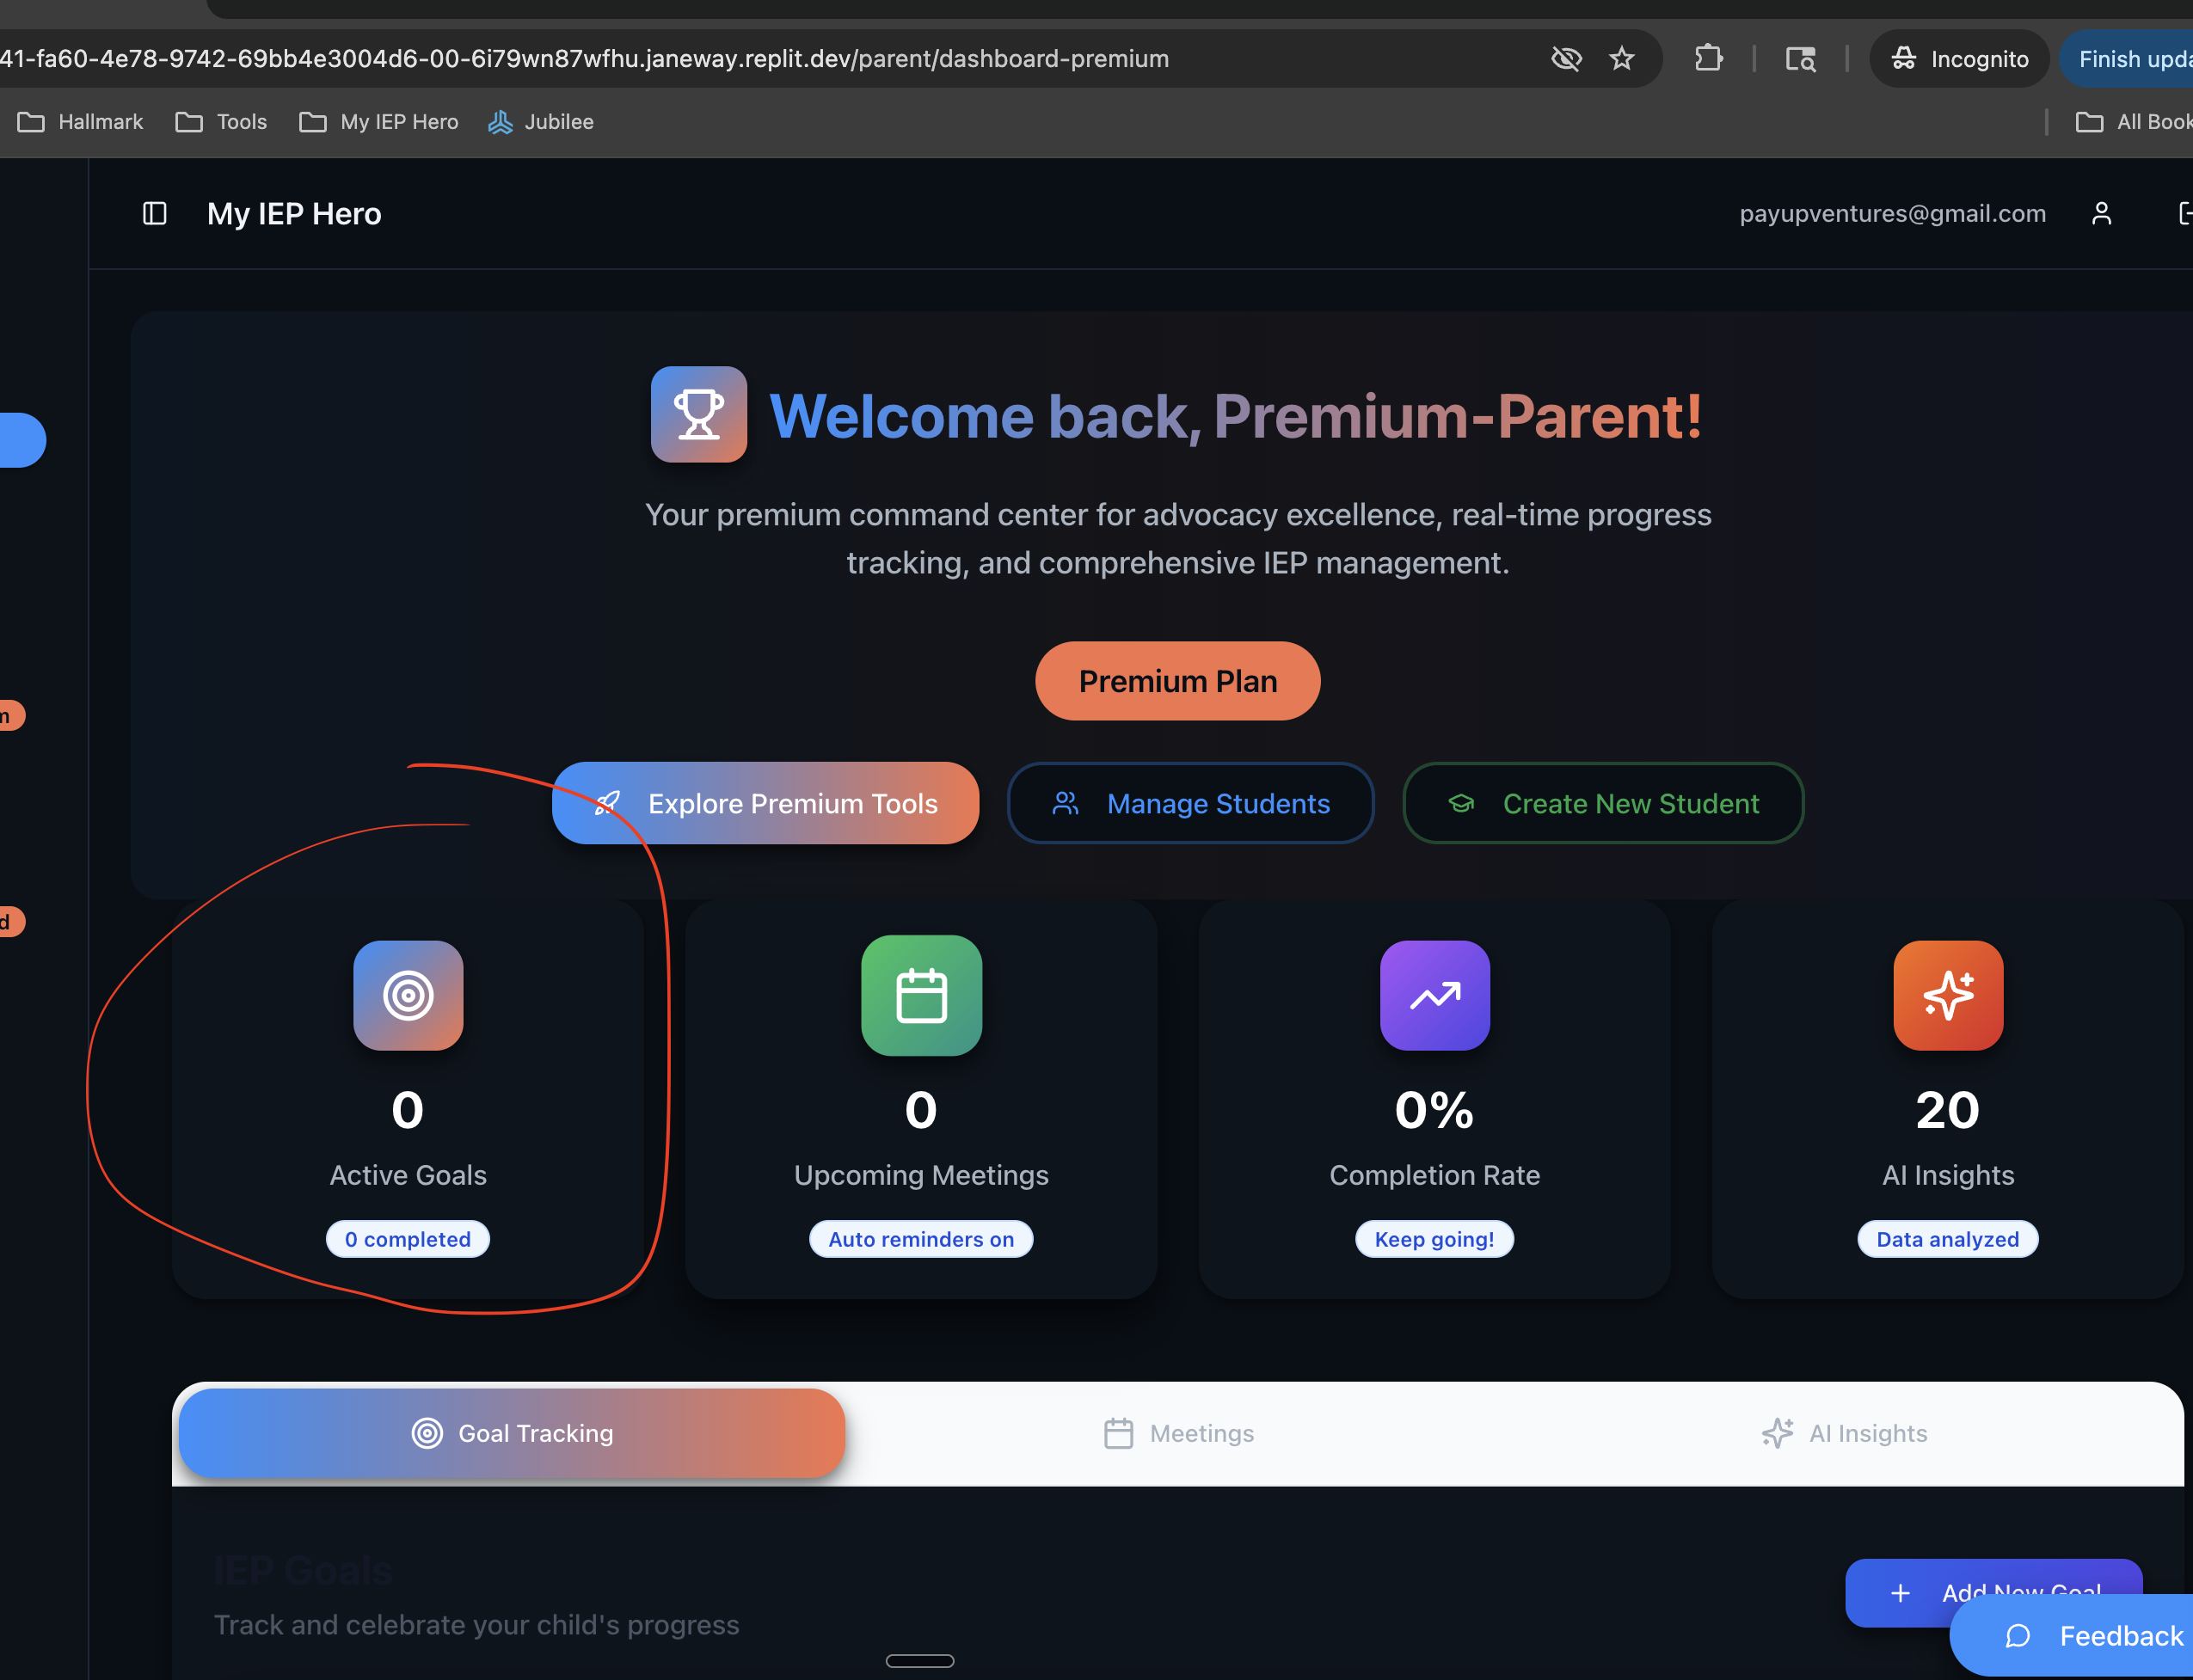 41-fa60-4e78-9742-69bb4e3004d6-00-6i79wn87wfhu.janeway.replit.dev/parent/dashboard-premium
Incognito
Hallmark
Tools
My IEP Hero
Jubilee
My IEP Hero
payupventures@gmail.com
Welcome back, Premium-Parent!
Your premium command center for advocacy excellence, real-time progress
tracking, and comprehensive IEP management.
Premium Plan
Explore Premium Tools
Manage Students
Create New Student
0
Active Goals
0 completed
0
Upcoming Meetings
Auto reminders on
0%
Completion Rate
Keep going!
20
AI Insights
Data analyzed
Goal Tracking
Meetings
AI Insights
IEP Goals
Track and celebrate your child's progress
Add New Goal
Feedback